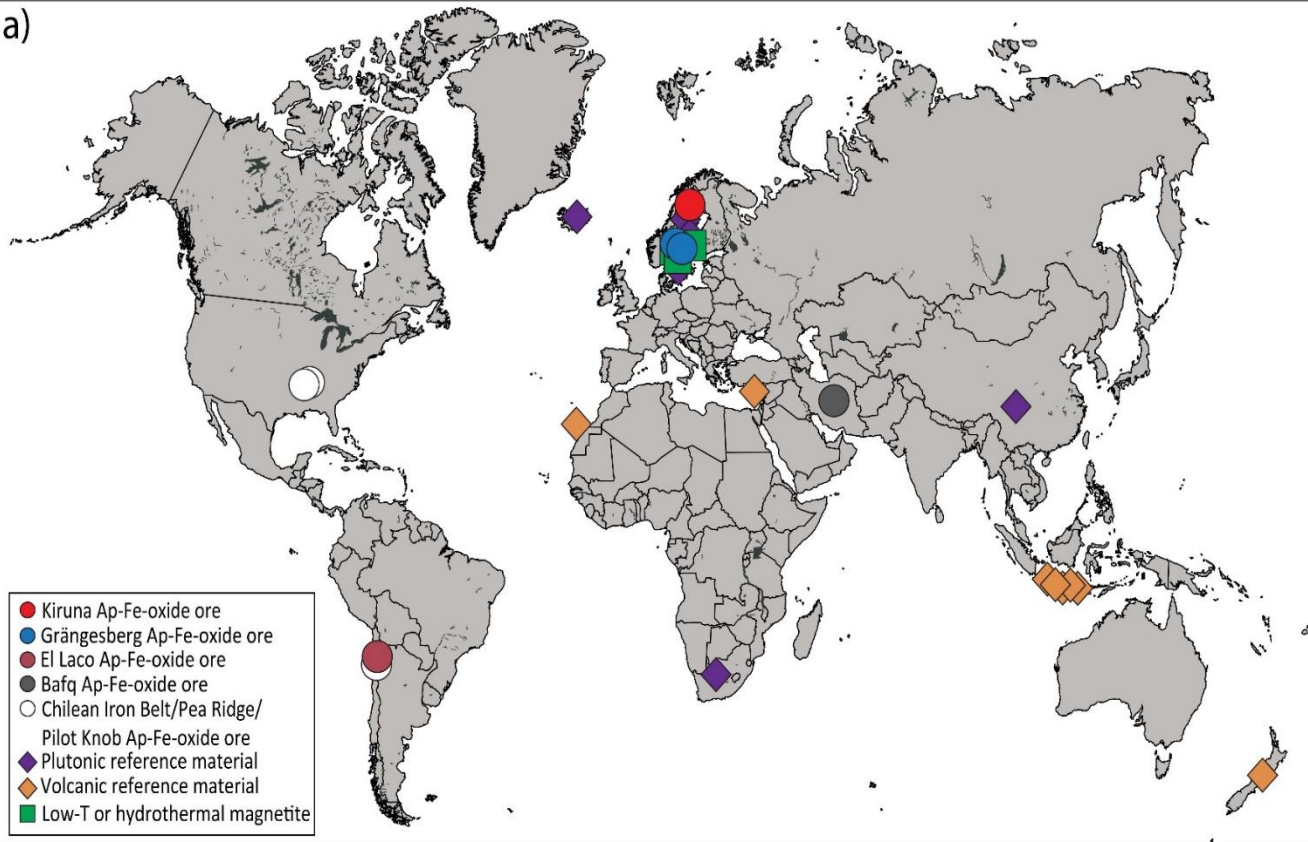 a)
Kiruna Ap-Fe-oxide ore
Grängesberg Ap-Fe-oxide ore
El Laco Ap-Fe-oxide ore
Bafq Ap-Fe-oxide ore
Chilean Iron Belt/Pea Ridge/
Pilot Knob Ap-Fe-oxide ore
Plutonic reference material
Volcanic reference material
Low-T or hydrothermal magnetite